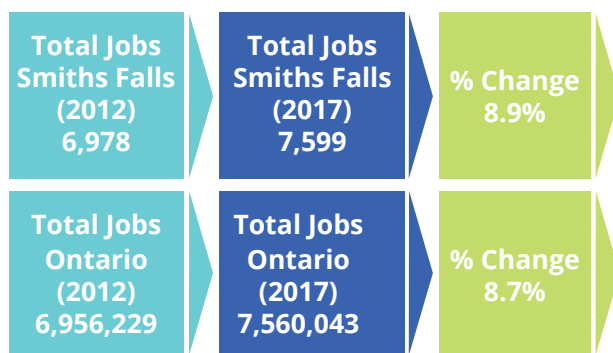 Total Jobs
Smiths Falls
(2012)
6,978
Total Jobs
Smiths Falls
(2017)
7,599
% Change
8.9%
Total Jobs
Ontario
(2012)
6,956,229
Total Jobs
Ontario
(2017)
7,560,043
% Change
8.7%